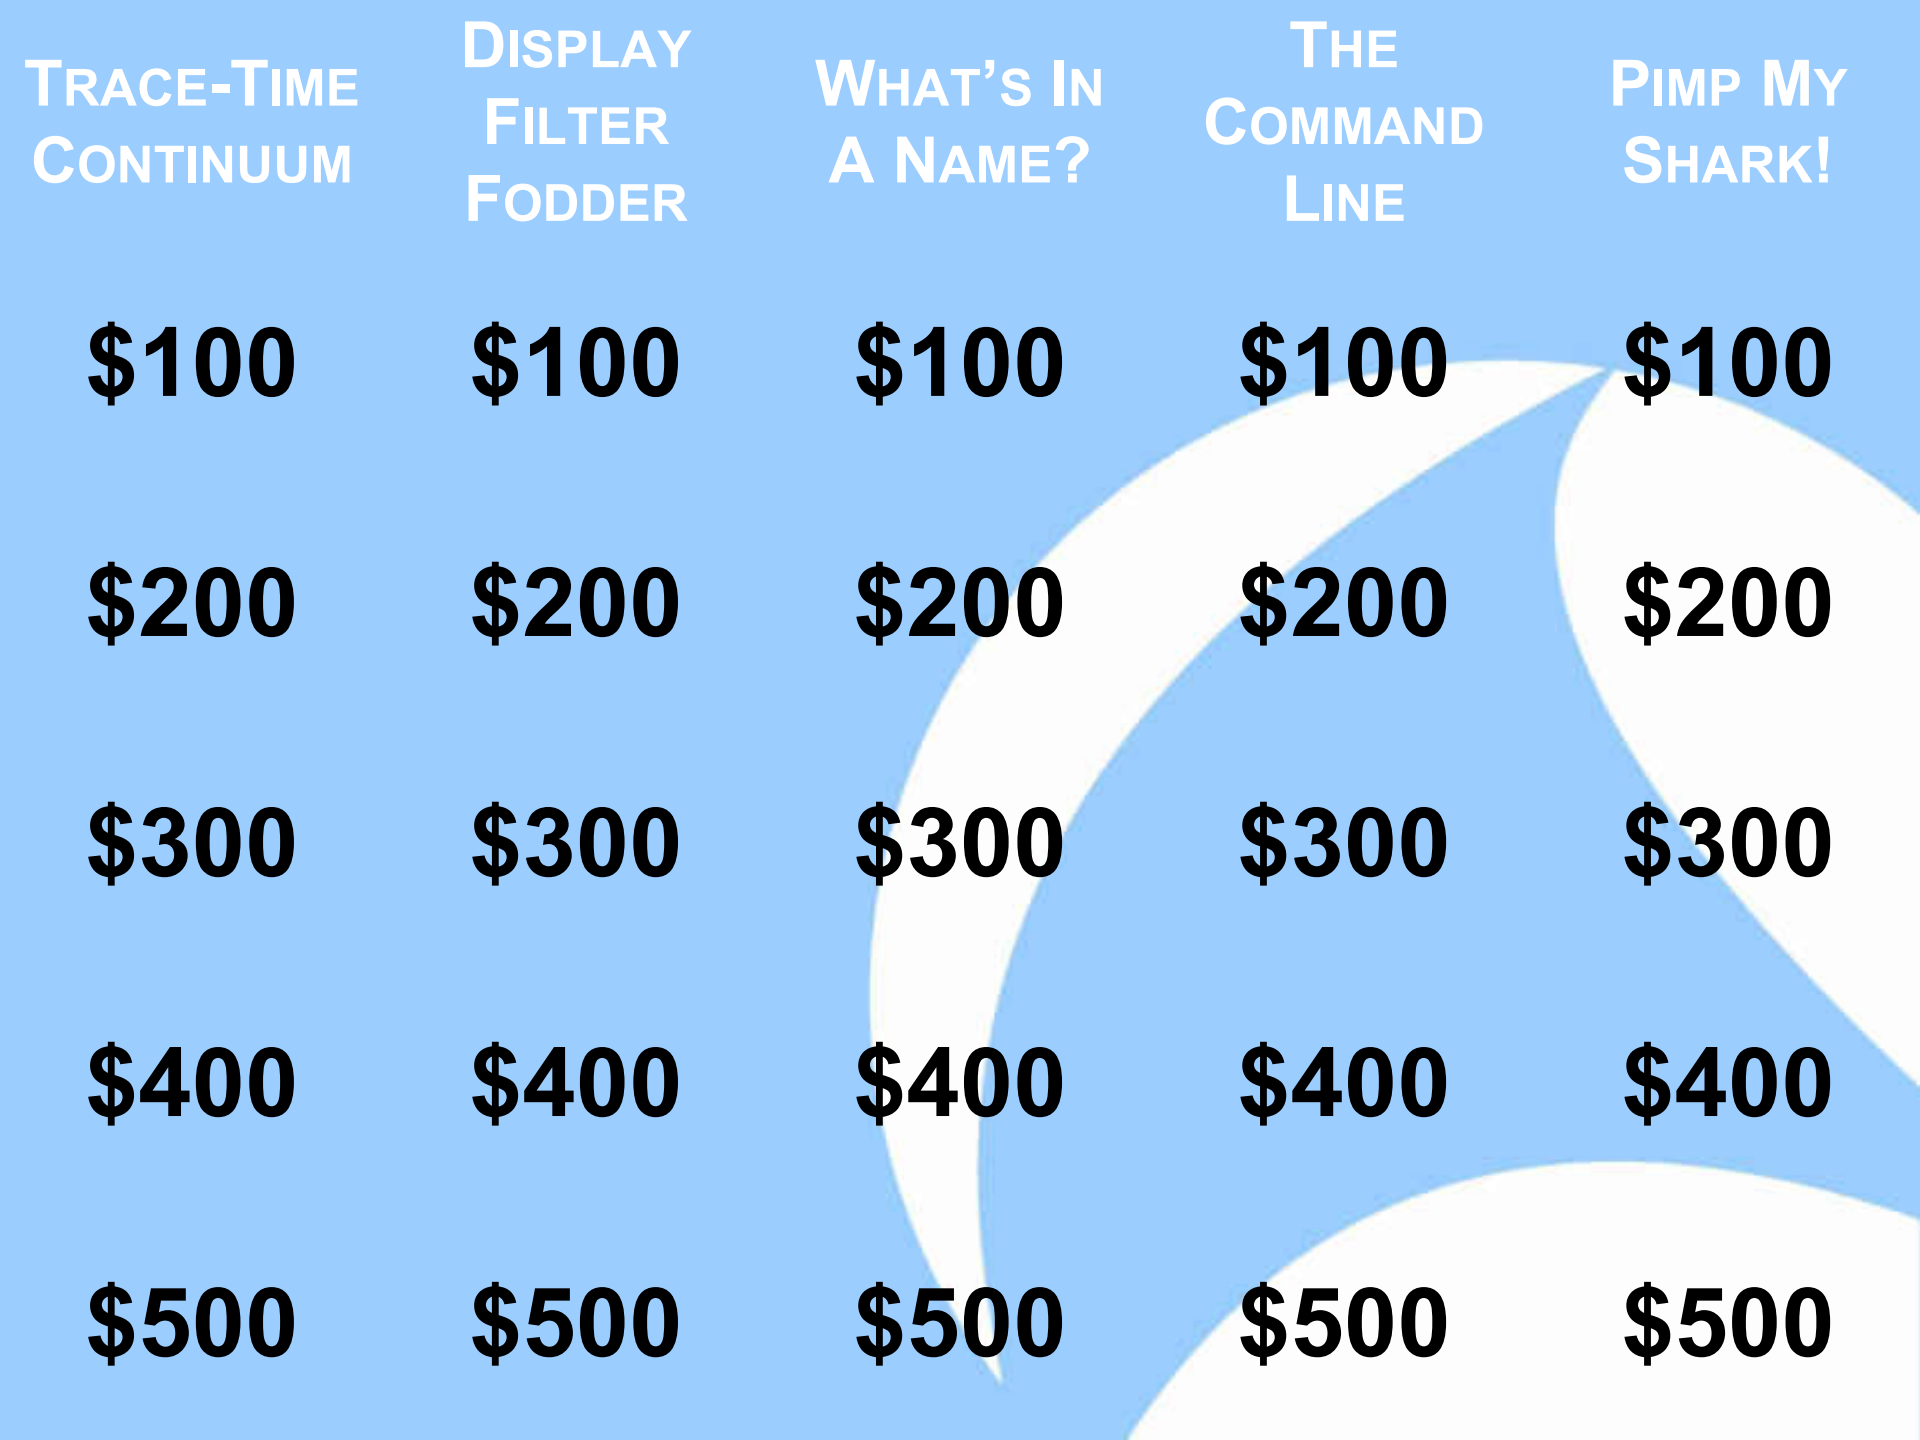 TRACE-TIME
CONTINUUM
DISPLAY
FILTER
FODDER
WHAT’S IN
A NAME?
THE
COMMAND
LINE
PIMP MY
SHARK!
$100 $100 $100 $100 $100
$200 $200 $200 $200 $200
$300 $300 $300 $300 $300
$400 $400 $400 $400 $400
$500 $500 $500 $500 $500